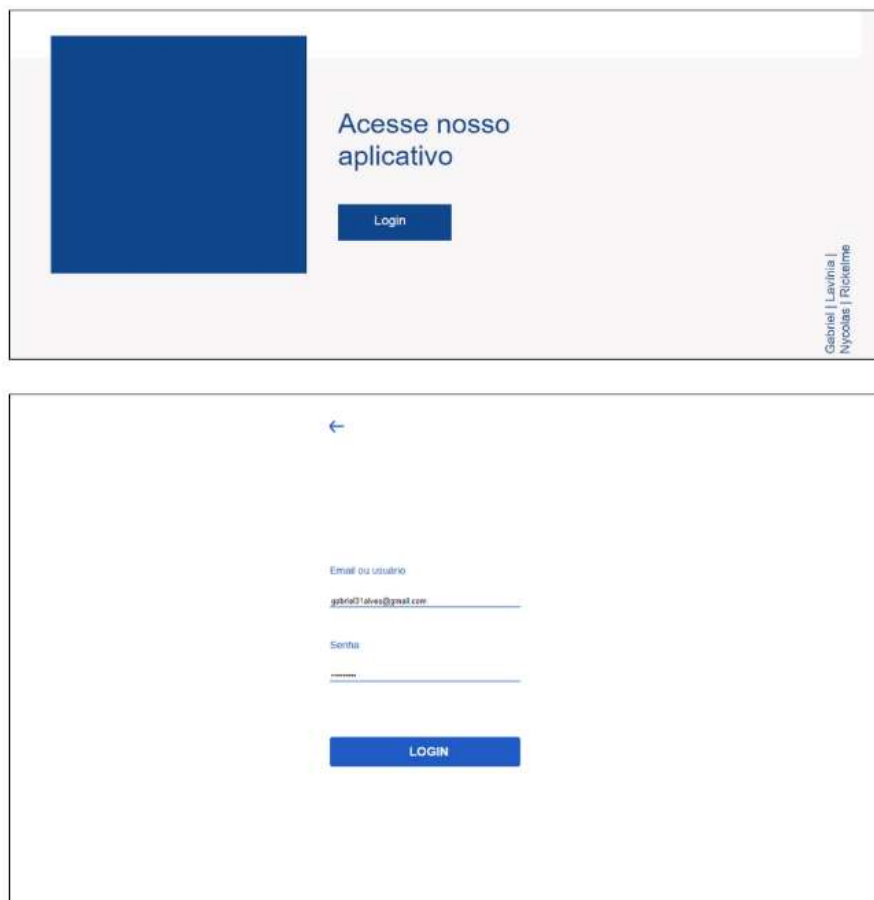 Acesse nosso
aplicativo
Login
Gabriel | Lavínia |
Nycolas | Rickelme
Email ou usuário
gabriel31alves@gmail.com
Senha
LOGIN